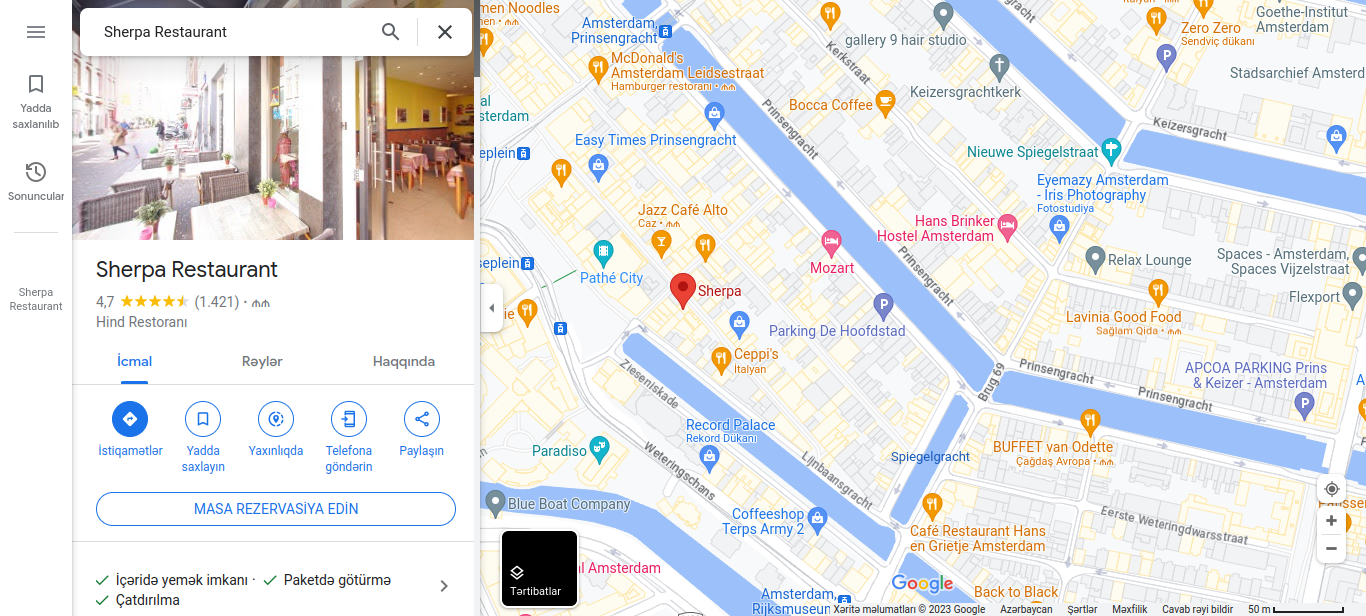 Sherpa Restaurant
Yadda
saxlanılıb
Sonuncular
Sherpa
Restaurant
Sherpa Restaurant
4,7 (1.421) ·
Hind Restoranı
İcmal
Rəylər
Haqqında
İstiqamətlər
Yadda
saxlayın
Yaxınlıqda
Telefona
göndərin
Paylaşın
MASA REZERVASİYA EDİN
İçəridə yemək imkanı · Paketdə götürmə
Çatdırılma
men Noodles
Amsterdam,
Prinsengracht
McDonald's
Amsterdam Leidsestraat
Hamburger restoranı ·
gallery 9 hair studio
Kerkstraat
Zero Zero
Sendviç dükanı
Goethe-Institut
Amsterdam
Stadsarchief Amsterd
Keizersgrachtkerk
Bocca Coffee
Prinsengracht
Keizersgracht
al
sterdam
Easy Times Prinsengracht
seplein
Nieuwe Spiegelstraat
Eyemazy Amsterdam
- Iris Photography
Fotostudiya
Jazz Café Alto
Caz ·
Hans Brinker
Hostel Amsterdam
Mozart
Prinsengracht
Relax Lounge
Spaces - Amsterdam,
Spaces Vijzelstraat
Flexport
seplein
Pathé City
Sherpa
ie
Parking De Hoofdstad
Lavinia Good Food
Sağlam Qida ·
Ceppi's
İtalyan
Zieseniskade
Brug 69
Prinsengracht
Prinsengracht
APCOA PARKING Prins
& Keizer - Amsterdam
A
Record Palace
Rekord Dükanı
Paradiso
Weteringschans
Lijnbaansgracht
Spiegelgracht
BUFFET van Odette
Çağdaş Avropa ·
Blue Boat Company
Coffeeshop
Terps Army 2
Café Restaurant Hans
en Grietje Amsterdam
Eerste Weteringdwarsstraat
Tərtibatlar
l Amsterdam
Amsterdam,
Rijksmuseum
Google
Back to Black
Xəritə məlumatları © 2023 Google
Azərbaycan
Şərtlər
Məxfilik
Cavab rəyi bildir
50 m